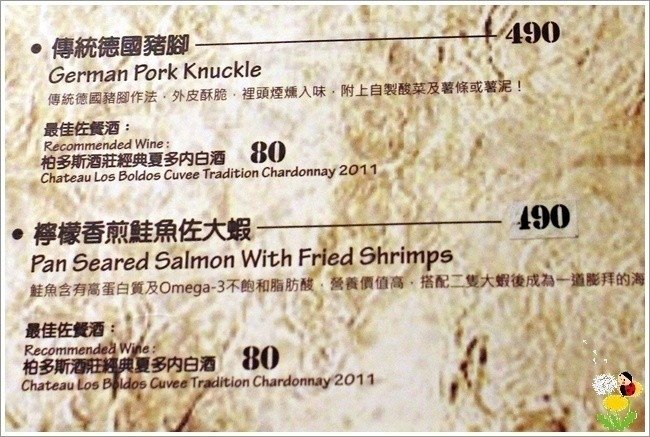 • 傳統德國豬腳 490
German Pork Knuckle
傳統德國豬腳作法，外皮酥脆，裡頭煙燻入味，附上自製酸菜及薯條或薯泥！
最佳佐餐酒：
Recommended Wine :
柏多斯酒莊經典夏多内白酒 80
Chateau Los Boldos Cuvee Tradition Chardonnay 2011
• 檸檬香煎鮭魚佐大蝦 490
Pan Seared Salmon With Fried Shrimps
鮭魚含有高蛋白質及Omega-3不飽和脂肪酸，營養價值高，搭配二隻大蝦後成為一道膨拜的海
最佳佐餐酒：
Recommended Wine :
柏多斯酒莊經典夏多内白酒 80
Chateau Los Boldos Cuvee Tradition Chardonnay 2011